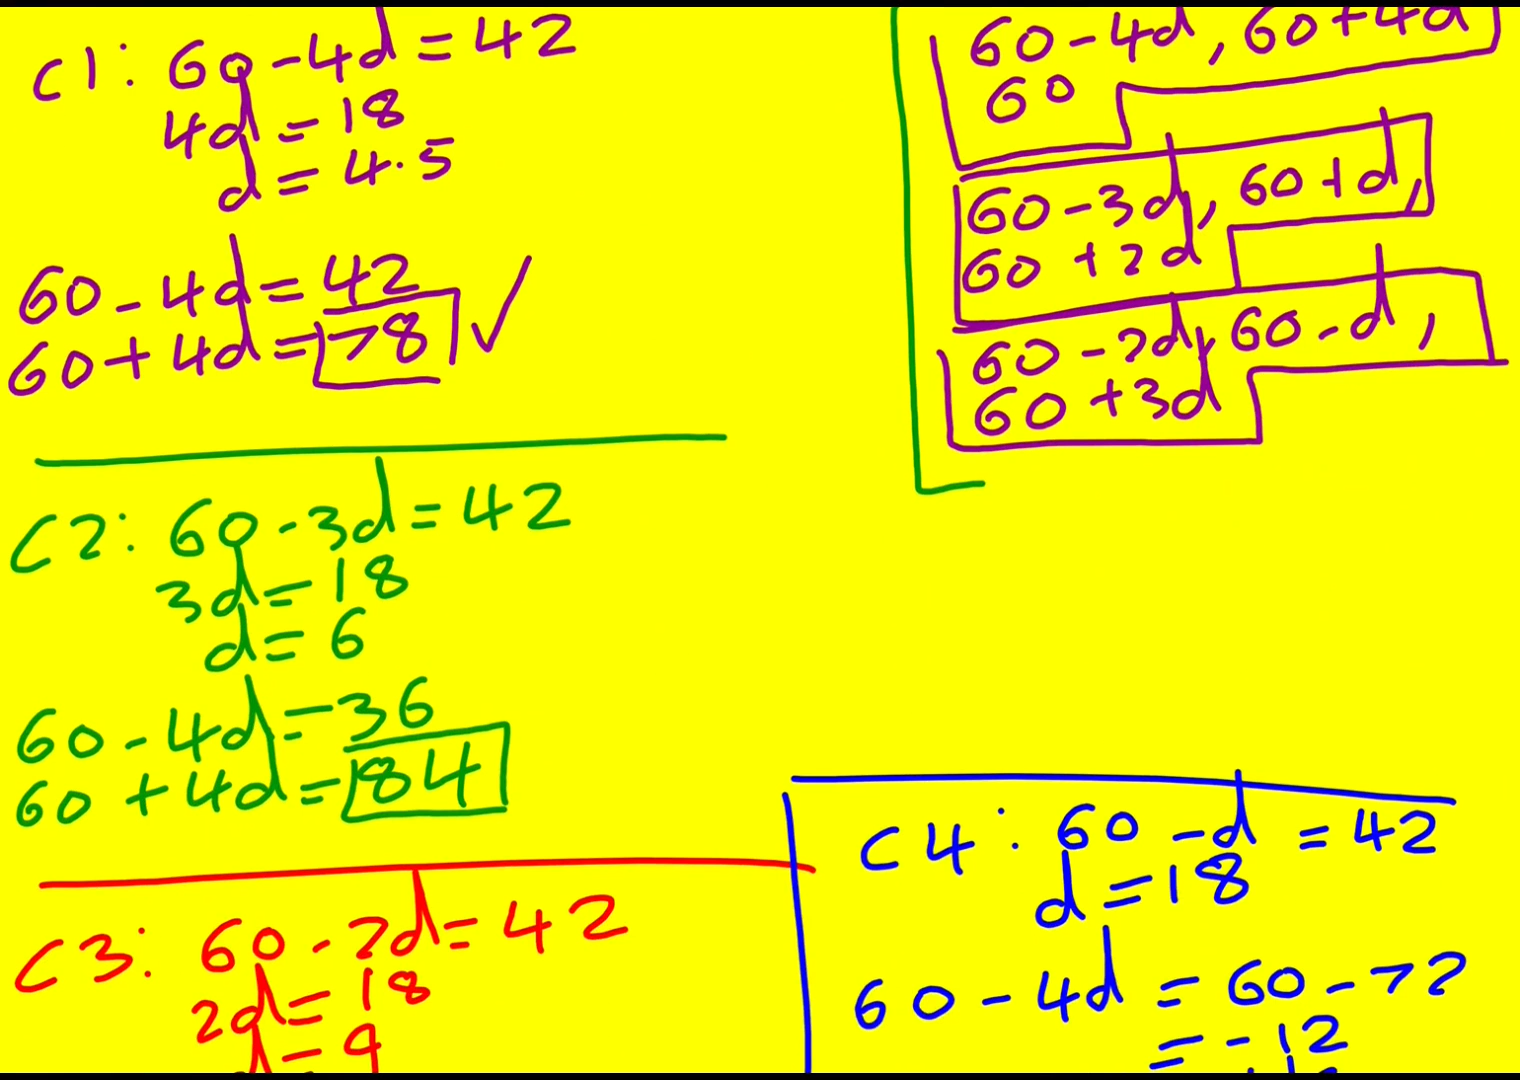 C1: 60 - 4d = 42
4d = 18
d = 4.5
60 - 4d = 42
60 + 4d = 78 ✓
C2: 60 - 3d = 42
3d = 18
d = 6
60 - 4d = 36
60 + 4d = 84
C3: 60 - 2d = 42
2d = 18
d = 9
60 - 4d, 60 + 4d
60
60 - 3d, 60 + d,
60 + 2d
60 - 2d, 60 - d,
60 + 3d
C4: 60 - d = 42
d = 18
60 - 4d = 60 - 72
= - 12